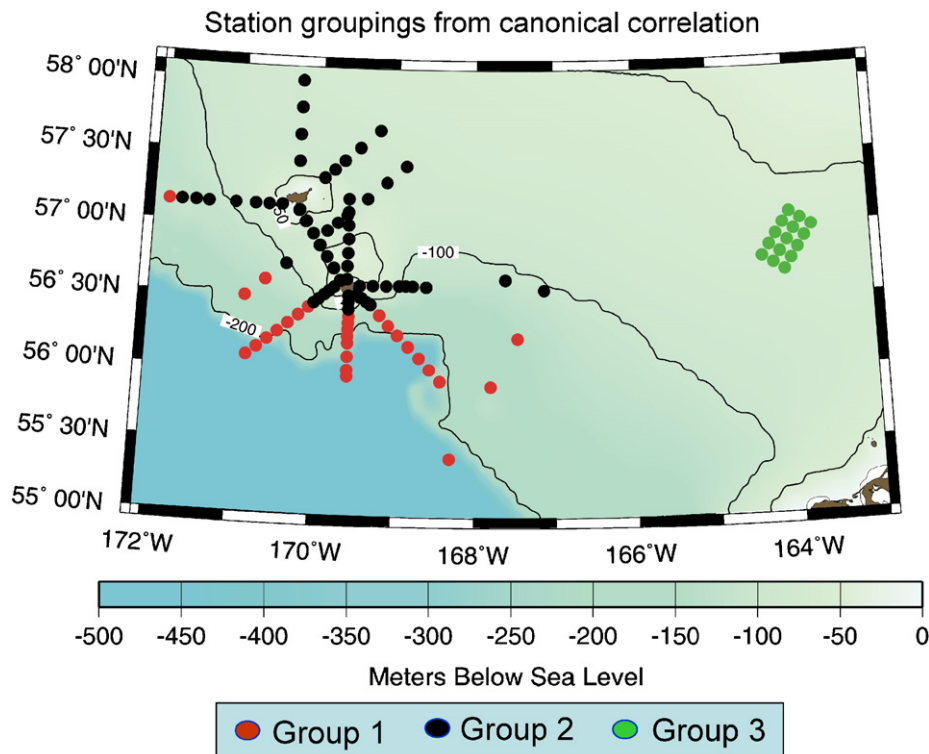 Station groupings from canonical correlation
58° 00'N
57° 30'N
57° 00'N
56° 30'N
56° 00'N
55° 30'N
55° 00'N
50
-100
-200
172°W
170°W
168°W
166°W
164°W
-500 -450 -400 -350 -300 -250 -200 -150 -100 -50 0
Meters Below Sea Level
Group 1 Group 2 Group 3